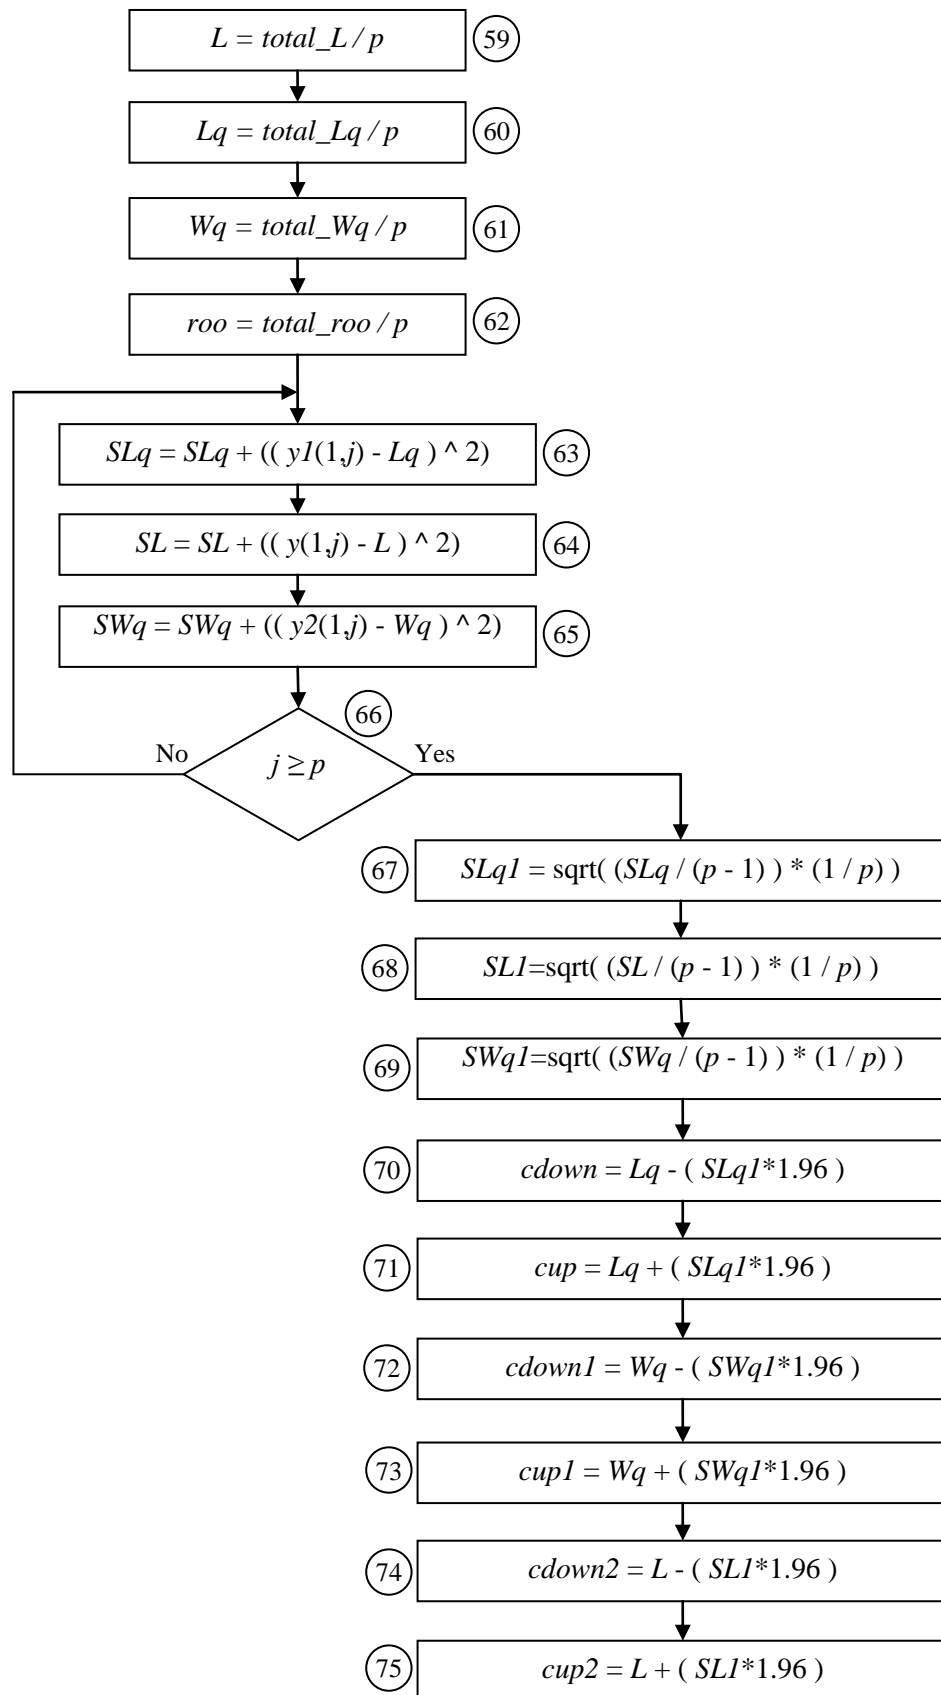 L = total_L / p
59
Lq = total_Lq / p
60
Wq = total_Wq / p
61
roo = total_roo / p
62
SLq = SLq + (( y1(1,j) - Lq ) ^ 2)
63
SL = SL + (( y(1,j) - L ) ^ 2)
64
SWq = SWq + (( y2(1,j) - Wq ) ^ 2)
65
66
No
j ≥ p
Yes
67
SLq1 = sqrt( (SLq / (p - 1) ) * (1 / p) )
68
SL1=sqrt( (SL / (p - 1) ) * (1 / p) )
69
SWq1=sqrt( (SWq / (p - 1) ) * (1 / p) )
70
cdown = Lq - ( SLq1*1.96 )
71
cup = Lq + ( SLq1*1.96 )
72
cdown1 = Wq - ( SWq1*1.96 )
73
cup1 = Wq + ( SWq1*1.96 )
74
cdown2 = L - ( SL1*1.96 )
75
cup2 = L + ( SL1*1.96 )